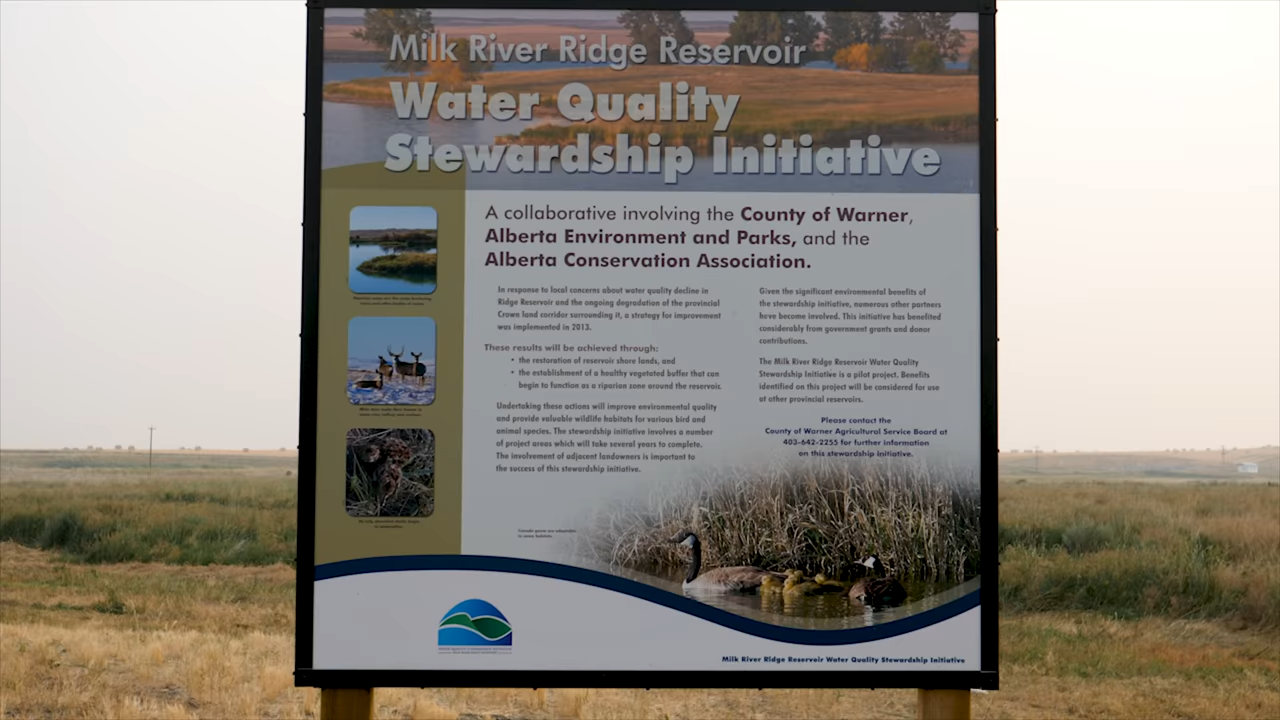 Milk River Ridge Reservoir
Water Quality
Stewardship Initiative
A collaborative involving the County of Warner,
Alberta Environment and Parks, and the
Alberta Conservation Association.
In response to local concerns about water quality decline in
Ridge Reservoir and the ongoing degradation of the provincial
Crown land corridor surrounding it, a strategy for improvement
was implemented in 2013.
These results will be achieved through:
• the restoration of reservoir shore lands, and
• the establishment of a healthy vegetated buffer that can
begin to function as a riparian zone around the reservoir.
Undertaking these actions will improve environmental quality
and provide valuable wildlife habitats for various bird and
animal species. The stewardship initiative involves a number
of project areas which will take several years to complete.
The involvement of adjacent landowners is important to
the success of this stewardship initiative.
Given the significant environmental benefits of
the stewardship initiative, numerous other partners
have become involved. This initiative has benefited
considerably from government grants and donor
contributions.
The Milk River Ridge Reservoir Water Quality
Stewardship Initiative is a pilot project. Benefits
identified on this project will be considered for use
at other provincial reservoirs.
Please contact the
County of Warner Agricultural Service Board at
403-642-2255 for further information
on this stewardship initiative.
Canada geese are adaptable
to many habitats.
Milk River Ridge Reservoir Water Quality Stewardship Initiative